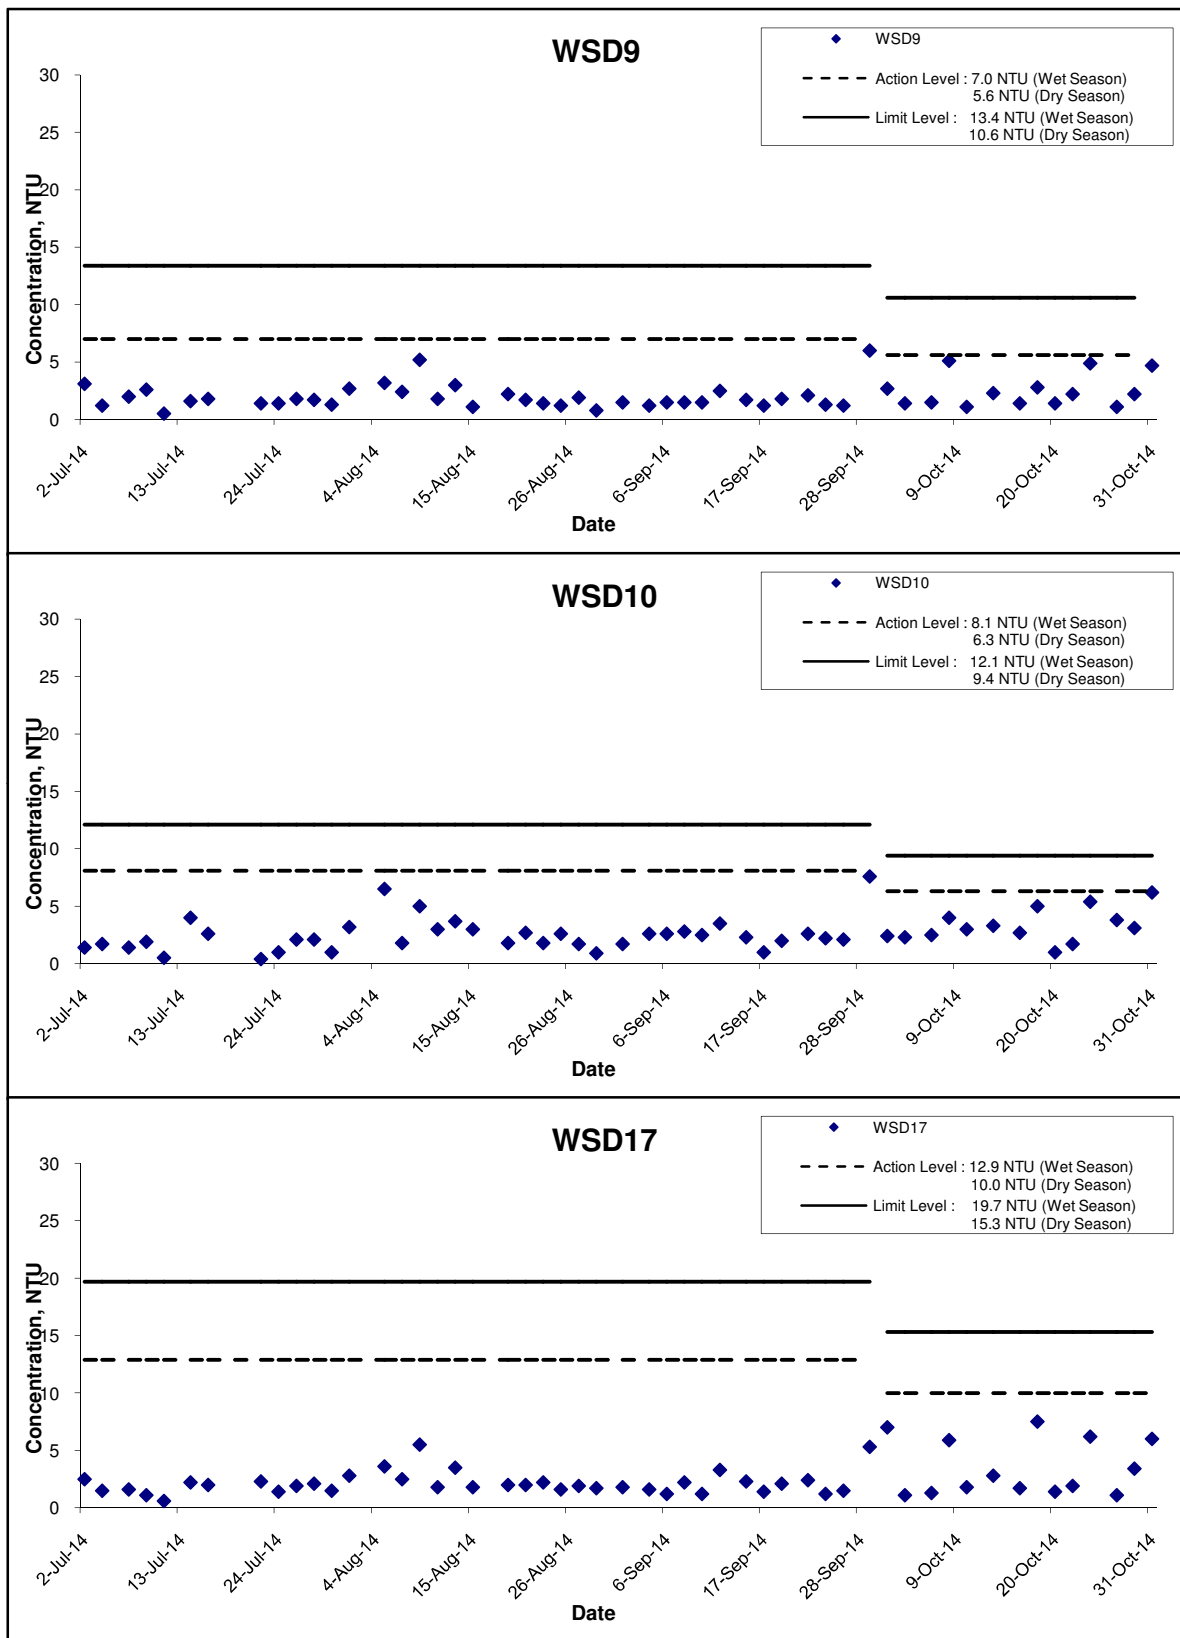 WSD9
WSD9
Action Level : 7.0 NTU (Wet Season)
5.6 NTU (Dry Season)
Limit Level : 13.4 NTU (Wet Season)
10.6 NTU (Dry Season)
Concentration, NTU
30
25
20
15
10
5
0
2-Jul-14
13-Jul-14
24-Jul-14
4-Aug-14
15-Aug-14
26-Aug-14
6-Sep-14
17-Sep-14
28-Sep-14
9-Oct-14
20-Oct-14
31-Oct-14
Date
WSD10
WSD10
Action Level : 8.1 NTU (Wet Season)
6.3 NTU (Dry Season)
Limit Level : 12.1 NTU (Wet Season)
9.4 NTU (Dry Season)
Concentration, NTU
30
25
20
15
10
5
0
2-Jul-14
13-Jul-14
24-Jul-14
4-Aug-14
15-Aug-14
26-Aug-14
6-Sep-14
17-Sep-14
28-Sep-14
9-Oct-14
20-Oct-14
31-Oct-14
Date
WSD17
WSD17
Action Level : 12.9 NTU (Wet Season)
10.0 NTU (Dry Season)
Limit Level : 19.7 NTU (Wet Season)
15.3 NTU (Dry Season)
Concentration, NTU
30
25
20
15
10
5
0
2-Jul-14
13-Jul-14
24-Jul-14
4-Aug-14
15-Aug-14
26-Aug-14
6-Sep-14
17-Sep-14
28-Sep-14
9-Oct-14
20-Oct-14
31-Oct-14
Date